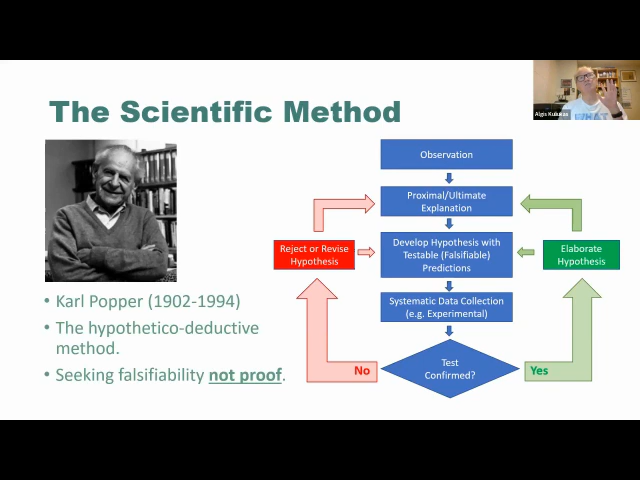 The Scientific Method
Algis Kuliukas
Observation
Proximal/Ultimate
Explanation
Reject or Revise
Hypothesis
Develop Hypothesis with
Testable (Falsifiable)
Predictions
Elaborate
Hypothesis
Systematic Data Collection
(e.g. Experimental)
Test
Confirmed?
No
Yes
• Karl Popper (1902-1994)
• The hypothetico-deductive
method.
• Seeking falsifiability not proof.
WHAT